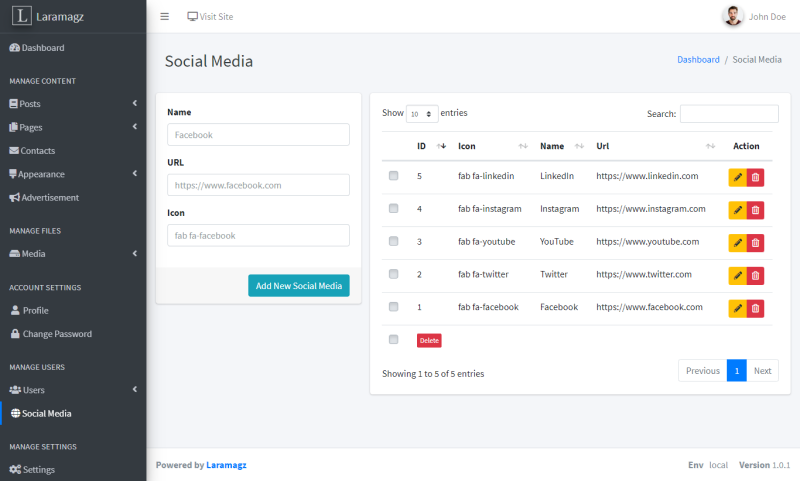 L Laramagz
Visit Site
John Doe
Dashboard
MANAGE CONTENT
Posts
Pages
Contacts
Appearance
Advertisement
MANAGE FILES
Media
ACCOUNT SETTINGS
Profile
Change Password
MANAGE USERS
Users
Social Media
MANAGE SETTINGS
Settings
Social Media
Dashboard / Social Media
Name
Facebook
URL
https://www.facebook.com
Icon
fab fa-facebook
Add New Social Media
Show 10 entries
Search:
ID Icon Name Url Action
5 fab fa-linkedin LinkedIn https://www.linkedin.com
4 fab fa-instagram Instagram https://www.instagram.com
3 fab fa-youtube YouTube https://www.youtube.com
2 fab fa-twitter Twitter https://www.twitter.com
1 fab fa-facebook Facebook https://www.facebook.com
Delete
Showing 1 to 5 of 5 entries
Previous 1 Next
Powered by Laramagz
Env local Version 1.0.1